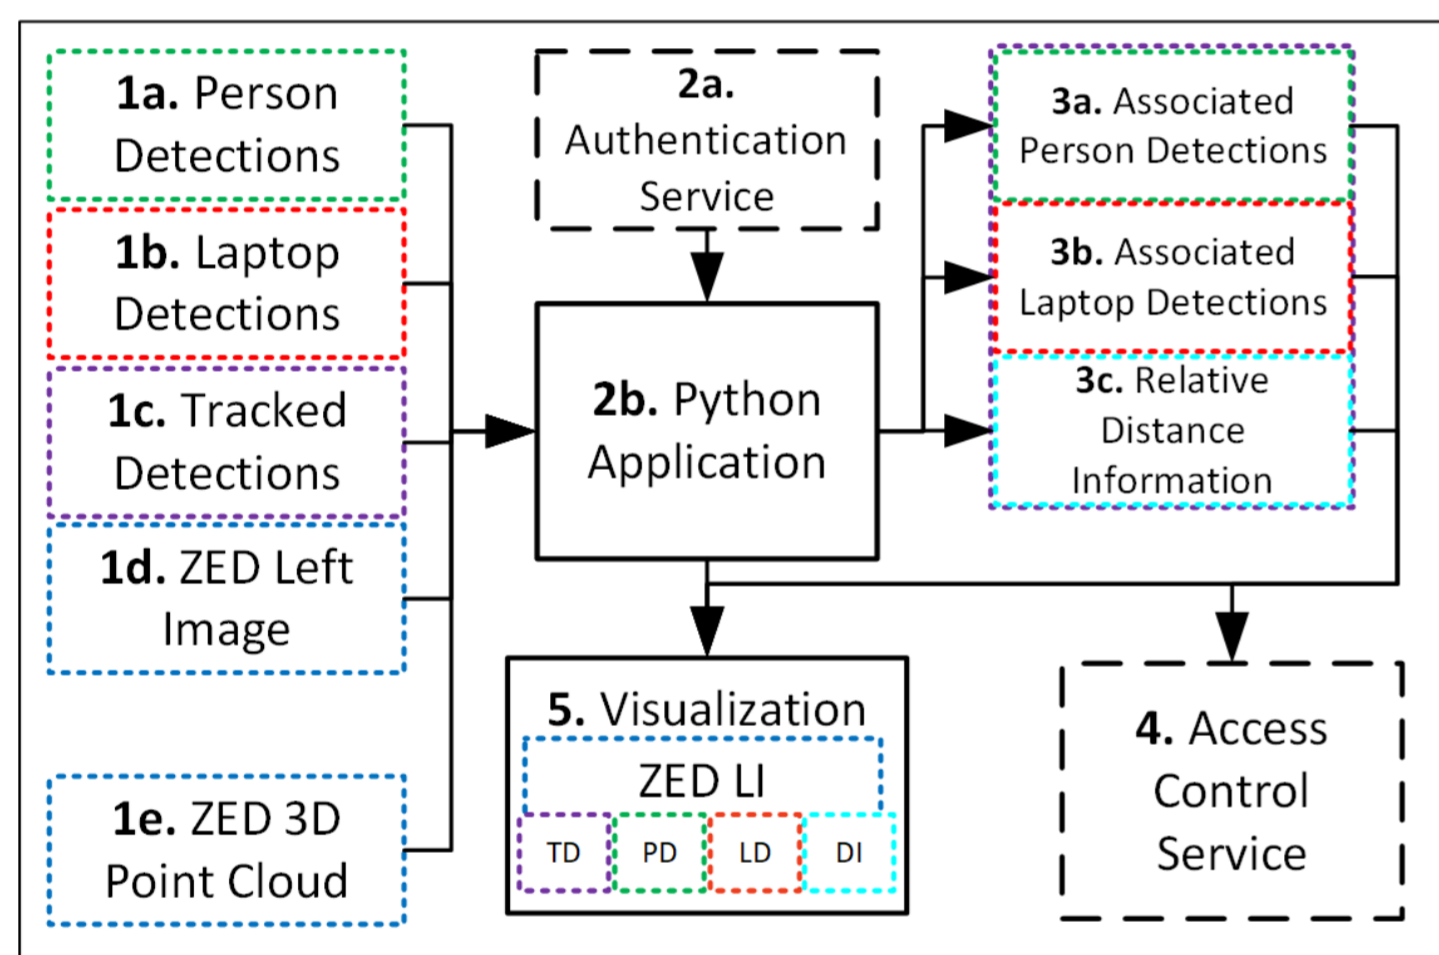 1a. Person
Detections
1b. Laptop
Detections
1c. Tracked
Detections
1d. ZED Left
Image
1e. ZED 3D
Point Cloud
2a.
Authentication
Service
2b. Python
Application
3a. Associated
Person Detections
3b. Associated
Laptop Detections
3c. Relative
Distance
Information
5. Visualization
ZED LI
TD PD LD DI
4. Access
Control
Service